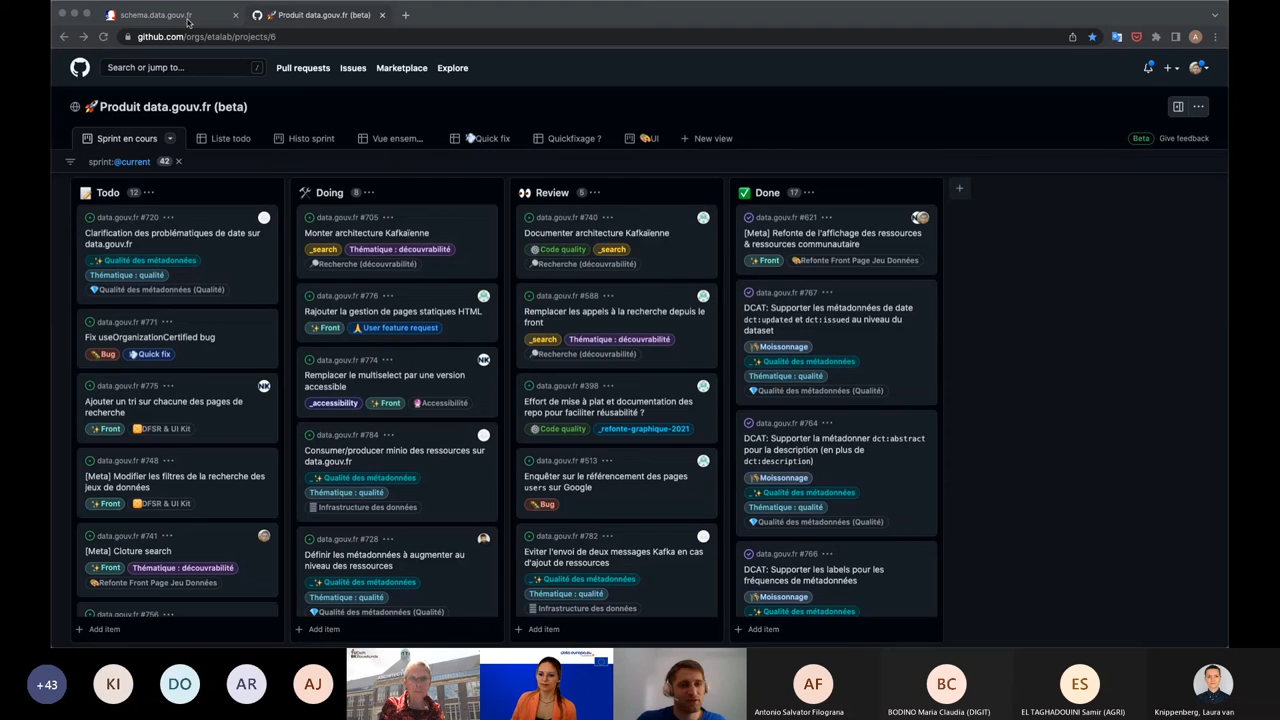 schema.data.gouv.fr
🚀 Produit data.gouv.fr (beta)
github.com/orgs/etalab/projects/6
A
Search or jump to...
/
Pull requests
Issues
Marketplace
Explore
🚀 Produit data.gouv.fr (beta)
Sprint en cours
Liste todo
Histo sprint
Vue ensem...
💨Quick fix
Quickfixage ?
🎨UI
New view
Beta
Give feedback
sprint:@current
42
📝 Todo 12
data.gouv.fr #720
Clarification des problématiques de date sur
data.gouv.fr
_✨ Qualité des métadonnées
Thématique : qualité
💎Qualité des métadonnées (Qualité)
data.gouv.fr #771
Fix useOrganizationCertified bug
🐛Bug
💨Quick fix
data.gouv.fr #775
NK
Ajouter un tri sur chacune des pages de
recherche
✨Front
DFSR & UI Kit
data.gouv.fr #748
[Meta] Modifier les filtres de la recherche des
jeux de données
✨Front
DFSR & UI Kit
data.gouv.fr #741
[Meta] Cloture search
✨Front
Thématique : découvrabilité
🎨Refonte Front Page Jeu Données
data.gouv.fr #756
Add item
🛠 Doing 8
data.gouv.fr #705
Monter architecture Kafkaïenne
_search
Thématique : découvrabilité
🔎Recherche (découvrabilité)
data.gouv.fr #776
Rajouter la gestion de pages statiques HTML
✨Front
🙏 User feature request
data.gouv.fr #774
NK
Remplacer le multiselect par une version
accessible
_accessibility
✨Front
🔮Accessibilité
data.gouv.fr #784
Consumer/producer minio des ressources sur
data.gouv.fr
_✨ Qualité des métadonnées
Thématique : qualité
Infrastructure des données
data.gouv.fr #728
Définir les métadonnées à augmenter au
niveau des ressources
_✨ Qualité des métadonnées
Thématique : qualité
💎Qualité des métadonnées (Qualité)
Add item
👀 Review 5
data.gouv.fr #740
Documenter architecture Kafkaïenne
Code quality
_search
🔎Recherche (découvrabilité)
data.gouv.fr #588
Remplacer les appels à la recherche depuis le
front
_search
Thématique : découvrabilité
🔎Recherche (découvrabilité)
data.gouv.fr #398
Effort de mise à plat et documentation des
repo pour faciliter réusabilité ?
Code quality
_refonte-graphique-2021
data.gouv.fr #513
Enquêter sur le référencement des pages
users sur Google
🐛Bug
data.gouv.fr #782
Eviter l'envoi de deux messages Kafka en cas
d'ajout de ressources
_✨ Qualité des métadonnées
Thématique : qualité
Infrastructure des données
Add item
✅ Done 17
data.gouv.fr #621
[Meta] Refonte de l'affichage des ressources
& ressources communautaire
✨Front
🎨Refonte Front Page Jeu Données
data.gouv.fr #767
DCAT: Supporter les métadonnées de date
dct:updated et dct:issued au niveau du
dataset
Moissonnage
_✨ Qualité des métadonnées
Thématique : qualité
💎Qualité des métadonnées (Qualité)
data.gouv.fr #764
DCAT: Supporter la métadonner dct:abstract
pour la description (en plus de
dct:description)
Moissonnage
_✨ Qualité des métadonnées
Thématique : qualité
💎Qualité des métadonnées (Qualité)
data.gouv.fr #766
DCAT: Supporter les labels pour les
fréquences de métadonnées
Moissonnage
_✨ Qualité des métadonnées
Add item
+43
KI
DO
AR
AJ
data.europa.eu
AF
Antonio Salvator Filograna
BC
BODINO Maria Claudia (DIGIT)
ES
EL TAGHADOUINI Samir (AGRI)
Knippenberg, Laura van